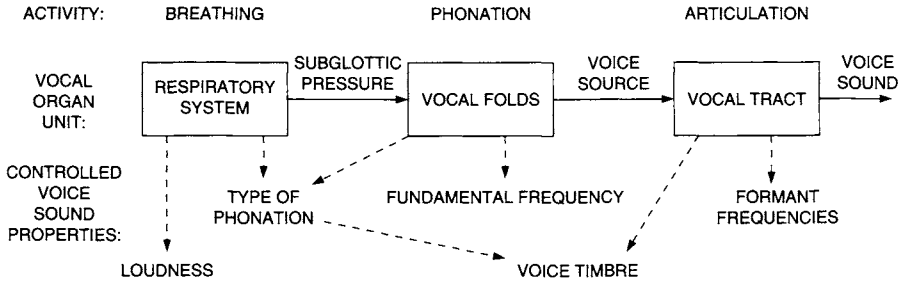 ACTIVITY: BREATHING PHONATION ARTICULATION
VOCAL
ORGAN
UNIT:
RESPIRATORY
SYSTEM
SUBGLOTTIC
PRESSURE
VOCAL FOLDS
VOICE
SOURCE
VOCAL TRACT
VOICE
SOUND
CONTROLLED
VOICE
SOUND
PROPERTIES:
TYPE OF
PHONATION
FUNDAMENTAL FREQUENCY
FORMANT
FREQUENCIES
LOUDNESS
VOICE TIMBRE